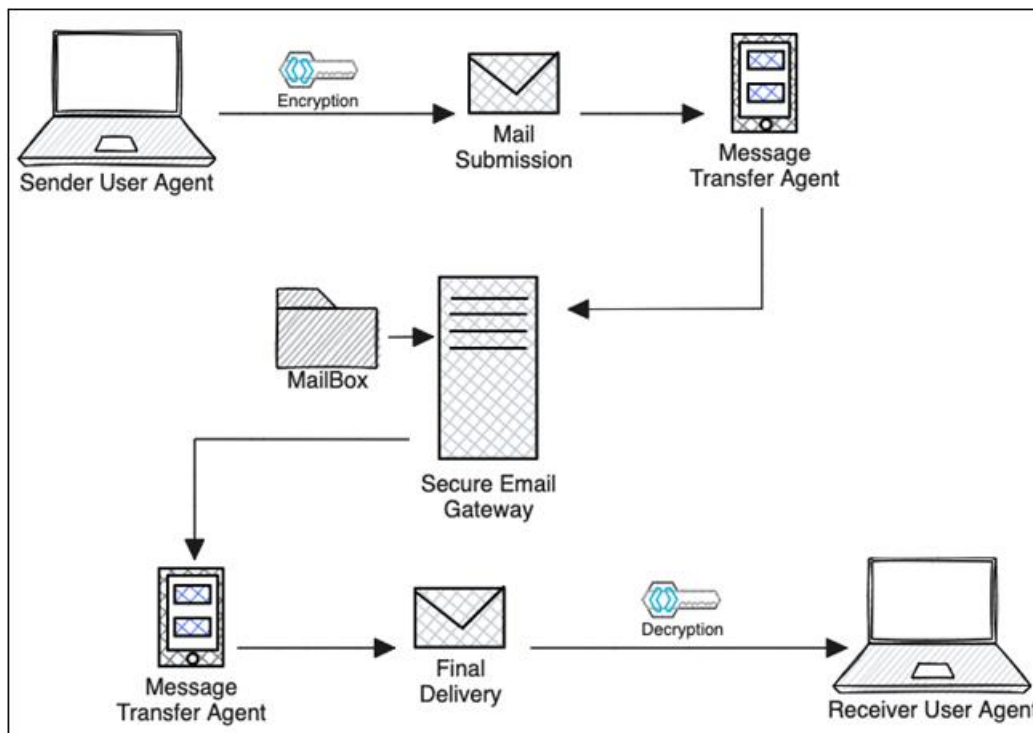 Encryption
Sender User Agent
Mail
Submission
Message
Transfer Agent
MailBox
Secure Email
Gateway
Message
Transfer Agent
Final
Delivery
Decryption
Receiver User Agent